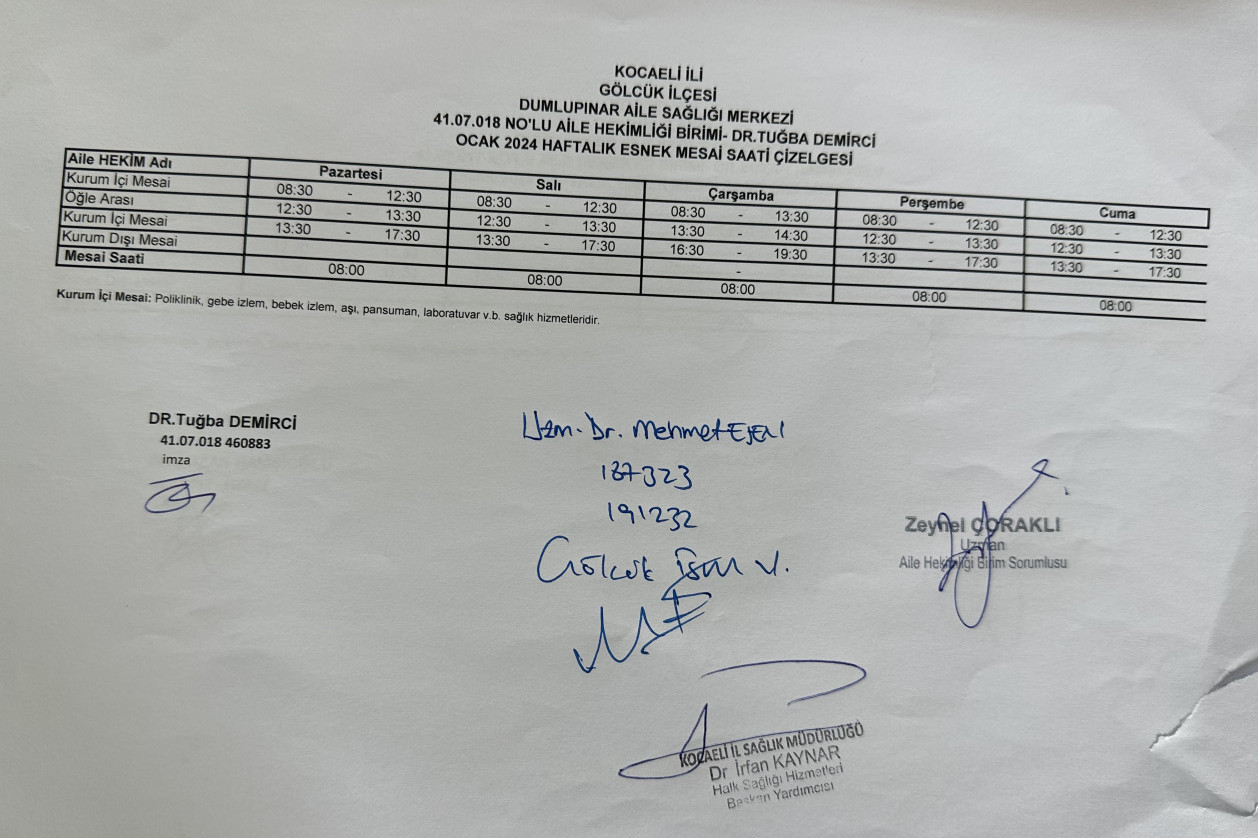 KOCAELİ İLİ
GÖLCÜK İLÇESİ
DUMLUPINAR AİLE SAĞLIĞI MERKEZİ
41.07.018 NO'LU AİLE HEKİMLİĞİ BİRİMİ- DR.TUĞBA DEMİRCİ
OCAK 2024 HAFTALIK ESNEK MESAİ SAATİ ÇİZELGESİ
Aile HEKİM Adı Pazartesi Salı Çarşamba Perşembe Cuma
Kurum İçi Mesai 08:30 - 12:30 08:30 - 12:30 08:30 - 13:30 08:30 - 12:30 08:30 - 12:30
Öğle Arası 12:30 - 13:30 12:30 - 13:30 13:30 - 14:30 12:30 - 13:30 12:30 - 13:30
Kurum İçi Mesai 13:30 - 17:30 13:30 - 17:30 16:30 - 19:30 13:30 - 17:30 13:30 - 17:30
Kurum Dışı Mesai -
Mesai Saati 08:00 08:00 08:00 08:00 08:00
Kurum İçi Mesai: Poliklinik, gebe izlem, bebek izlem, aşı, pansuman, laboratuvar v.b. sağlık hizmetleridir.
DR.Tuğba DEMİRCİ
41.07.018 460883
imza
Uzm. Dr. Mehmet
187323
191232
Gölcük İSM V.
Zeynel ÇORAKLI
Uzman
Aile Hekimliği Birim Sorumlusu
KOCAELİ İL SAĞLIK MÜDÜRLÜĞÜ
Dr İrfan KAYNAR
Halk Sağlığı Hizmetleri
Başkan Yardımcısı